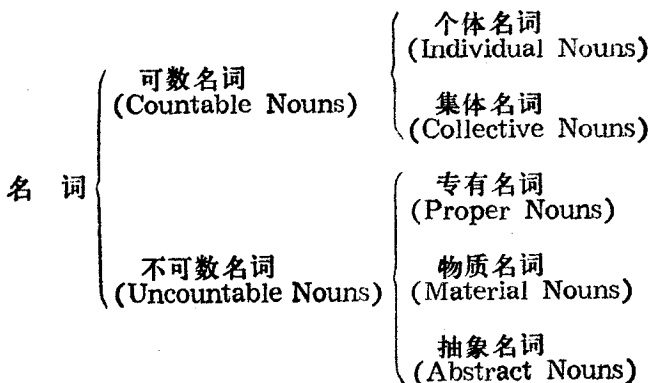 名 词
可数名词
(Countable Nouns)
个体名词
(Individual Nouns)
集体名词
(Collective Nouns)
不可数名词
(Uncountable Nouns)
专有名词
(Proper Nouns)
物质名词
(Material Nouns)
抽象名词
(Abstract Nouns)